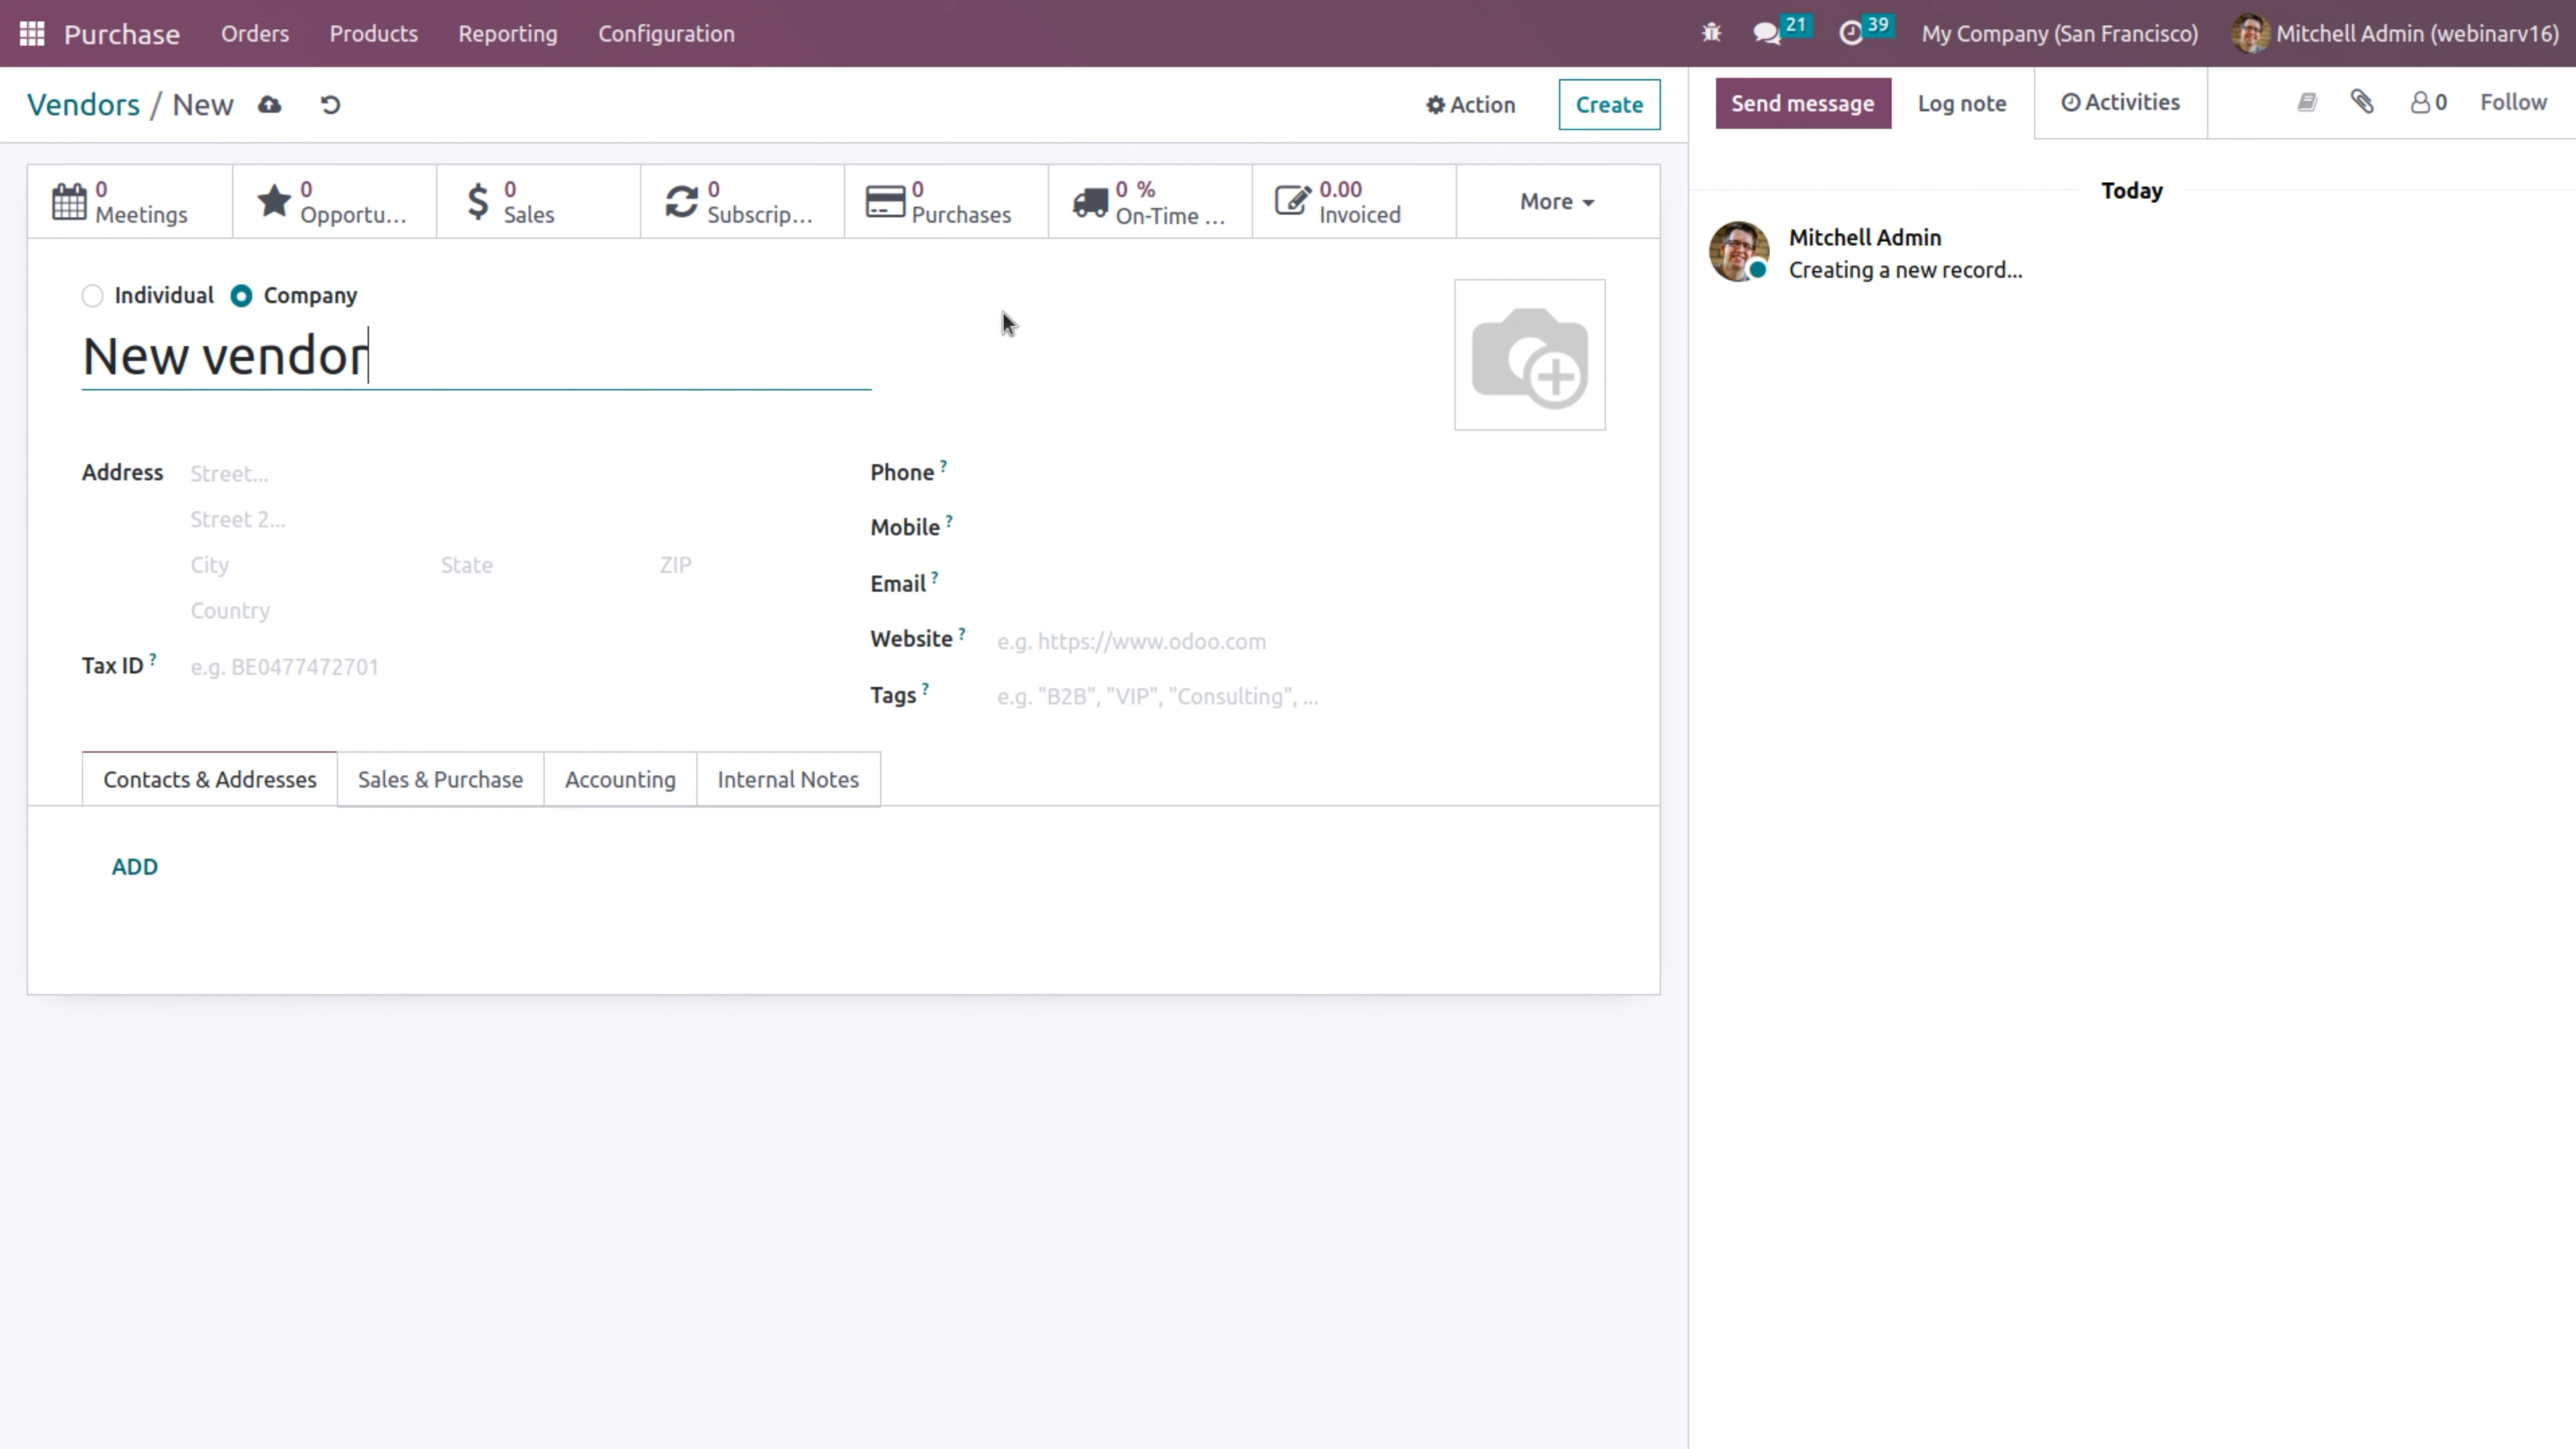 Purchase Orders Products Reporting Configuration 21 39 My Company (San Francisco) Mitchell Admin (webinarv16)
Vendors / New Action Create
Send message Log note Activities 0 Follow
0 Meetings
0 Opportu...
0 Sales
0 Subscrip...
0 Purchases
0 % On-Time ...
0.00 Invoiced
More
Individual Company
New vendor
Address Street...
Street 2...
City State ZIP
Country
Tax ID ? e.g. BE0477472701
Phone ?
Mobile ?
Email ?
Website ? e.g. https://www.odoo.com
Tags ? e.g. "B2B", "VIP", "Consulting", ...
Contacts & Addresses Sales & Purchase Accounting Internal Notes
ADD
Today
Mitchell Admin
Creating a new record...